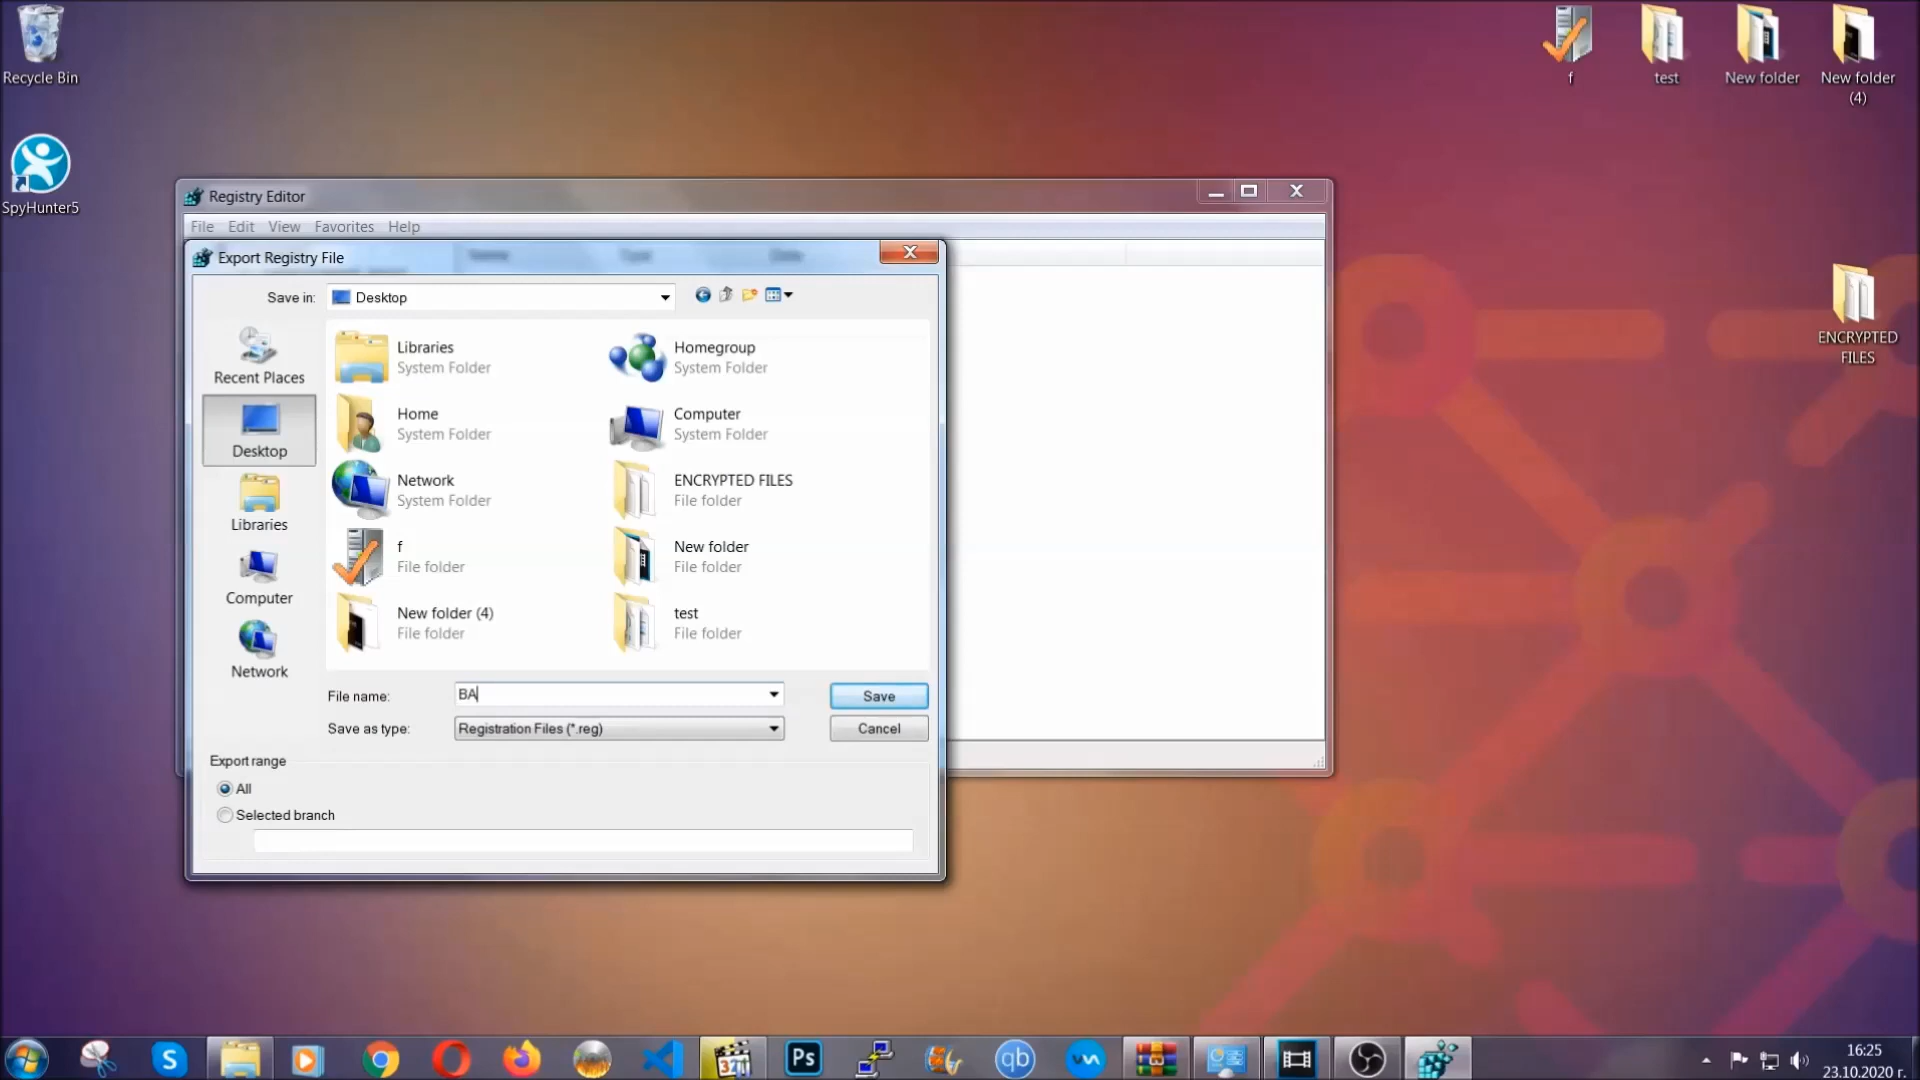 Recycle Bin
SpyHunter5
f
test
New folder
New folder
(4)
ENCRYPTED
FILES
Registry Editor
File Edit View Favorites Help
Export Registry File
Save in:
Desktop
Recent Places
Desktop
Libraries
Computer
Network
Libraries
System Folder
Homegroup
System Folder
Home
System Folder
Computer
System Folder
Network
System Folder
ENCRYPTED FILES
File folder
f
File folder
New folder
File folder
New folder (4)
File folder
test
File folder
File name:
BA
Save
Save as type:
Registration Files (*.reg)
Cancel
Export range
All
Selected branch
S
321
Ps
qb
16:25
23.10.2020 г.